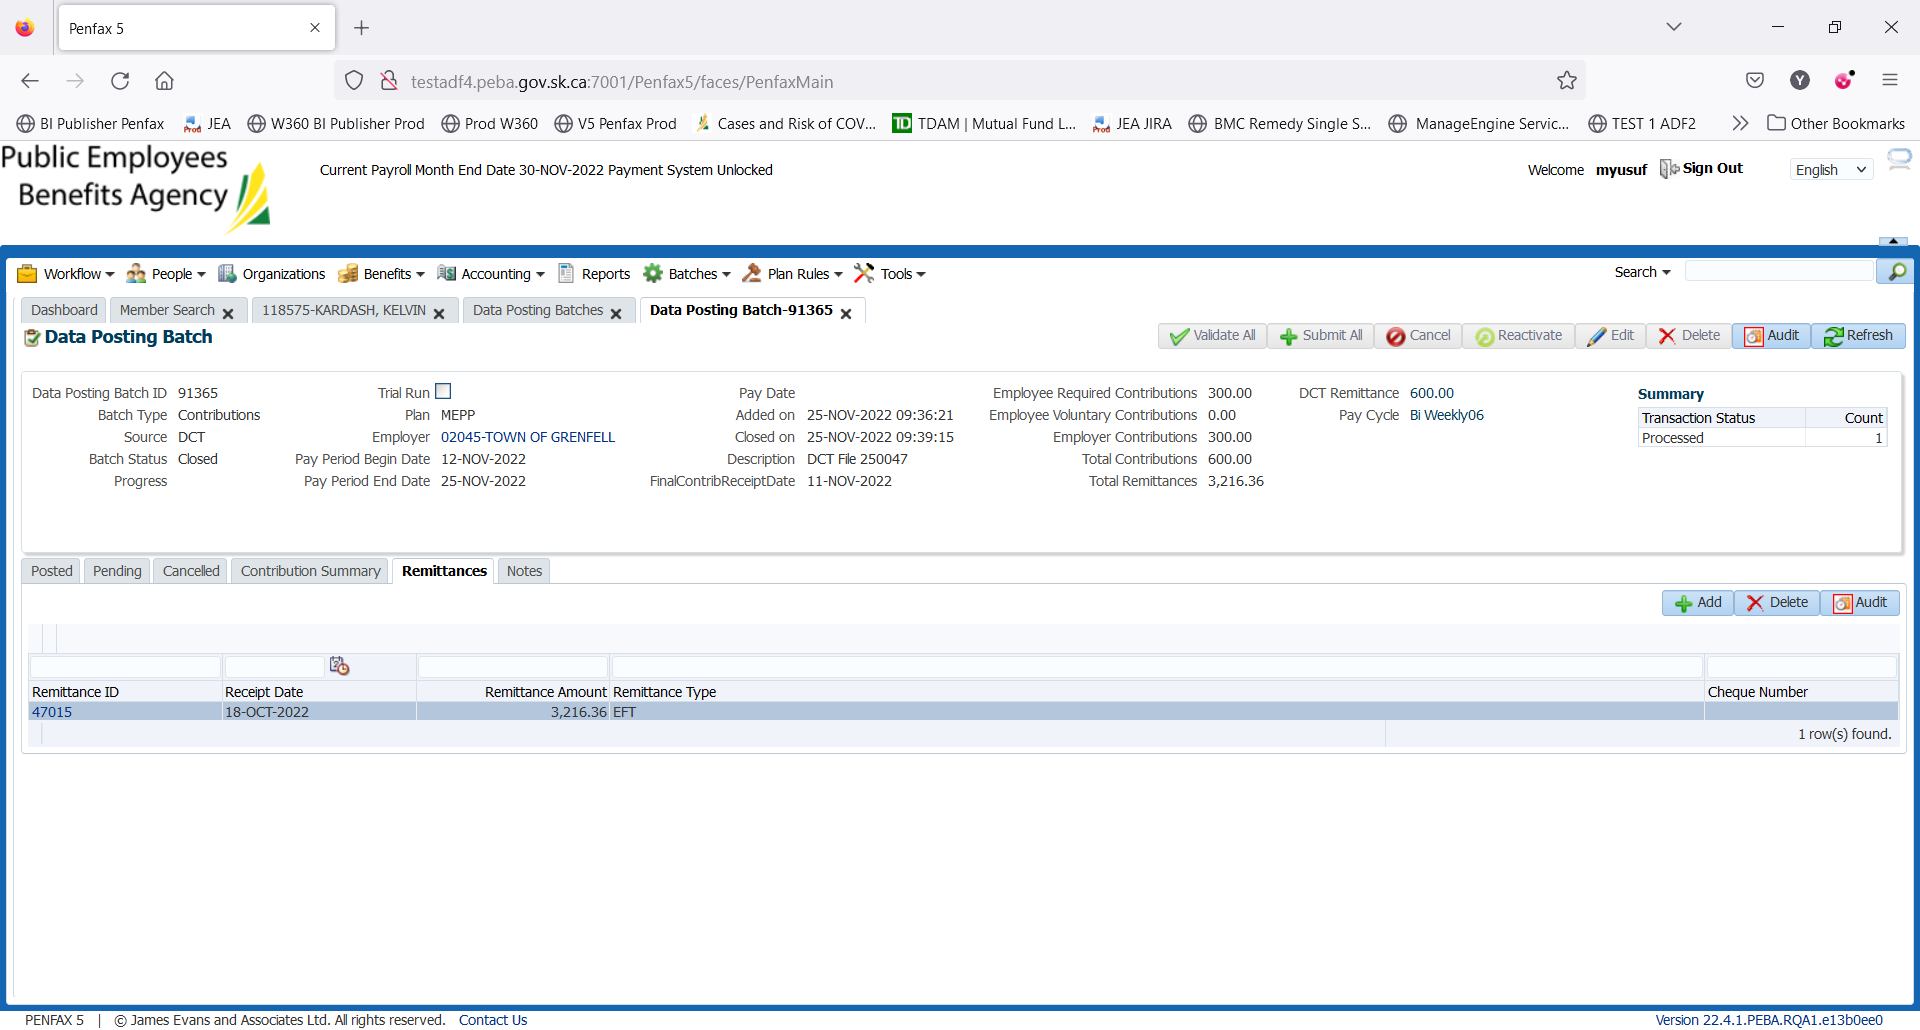 Penfax 5
testadf4.peba.gov.sk.ca:7001/Penfax5/faces/PenfaxMain
Y
BI Publisher Penfax JEA W360 BI Publisher Prod Prod W360 V5 Penfax Prod Cases and Risk of COV... TD TDAM | Mutual Fund L... JEA JIRA BMC Remedy Single S... ManageEngine Servic... TEST 1 ADF2 Other Bookmarks
Public Employees
Benefits Agency
Current Payroll Month End Date 30-NOV-2022 Payment System Unlocked
Welcome myusuf Sign Out English
Workflow People Organizations Benefits Accounting Reports Batches Plan Rules Tools Search
Dashboard Member Search 118575-KARDASH, KELVIN Data Posting Batches Data Posting Batch-91365
Data Posting Batch Validate All Submit All Cancel Reactivate Edit Delete Audit Refresh
Data Posting Batch ID 91365 Trial Run Pay Date Employee Required Contributions 300.00 DCT Remittance 600.00 Summary
Batch Type Contributions Plan MEPP Added on 25-NOV-2022 09:36:21 Employee Voluntary Contributions 0.00 Pay Cycle Bi Weekly06 Transaction Status Count
Source DCT Employer 02045-TOWN OF GRENFELL Closed on 25-NOV-2022 09:39:15 Employer Contributions 300.00 Processed 1
Batch Status Closed Pay Period Begin Date 12-NOV-2022 Description DCT File 250047 Total Contributions 600.00
Progress Pay Period End Date 25-NOV-2022 FinalContribReceiptDate 11-NOV-2022 Total Remittances 3,216.36
Posted Pending Cancelled Contribution Summary Remittances Notes
Add Delete Audit
Remittance ID Receipt Date Remittance Amount Remittance Type Cheque Number
47015 18-OCT-2022 3,216.36 EFT
1 row(s) found.
PENFAX 5 | © James Evans and Associates Ltd. All rights reserved. Contact Us Version 22.4.1.PEBA.RQA1.e13b0ee0